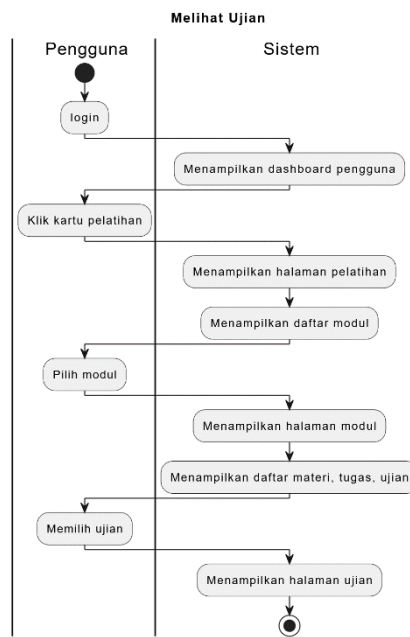 Melihat Ujian
Pengguna
Sistem
login
Menampilkan dashboard pengguna
Klik kartu pelatihan
Menampilkan halaman pelatihan
Menampilkan daftar modul
Pilih modul
Menampilkan halaman modul
Menampilkan daftar materi, tugas, ujian
Memilih ujian
Menampilkan halaman ujian